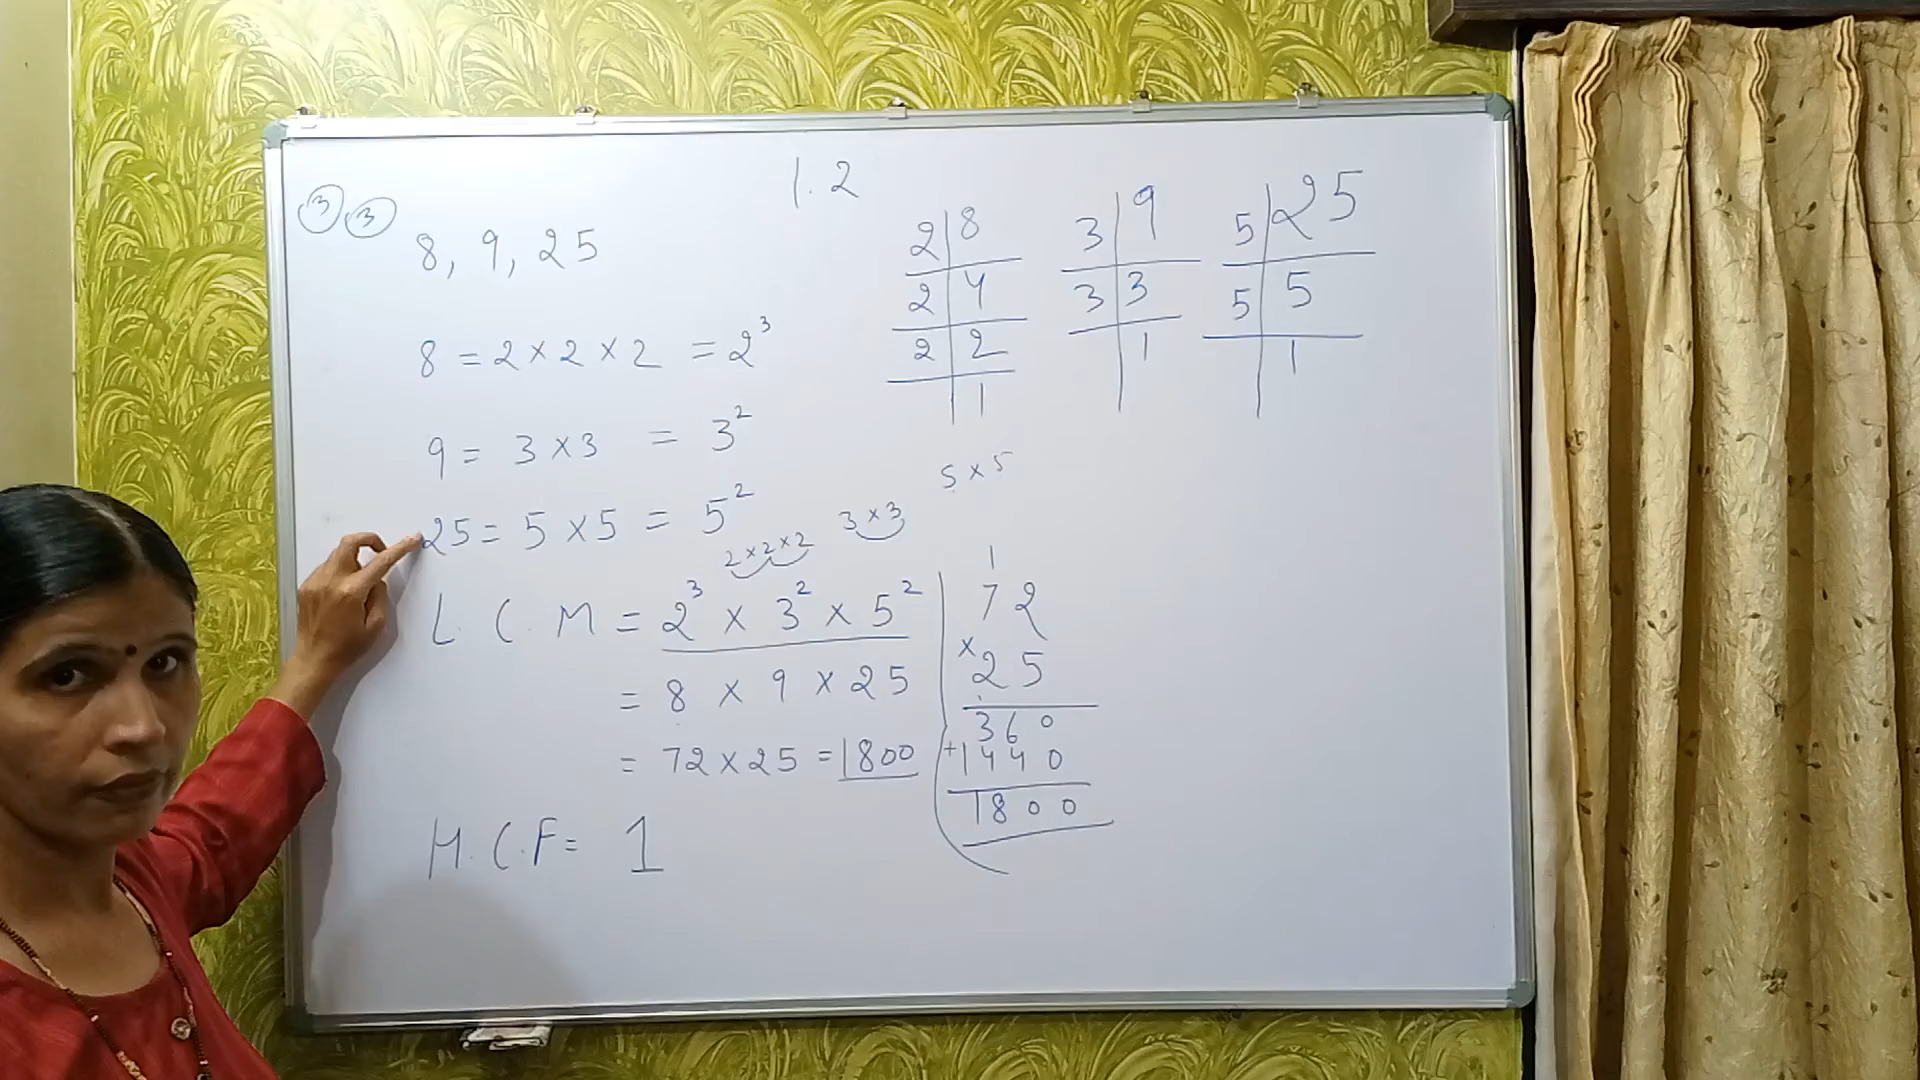 1.2
3 3
8, 9, 25
8 = 2 × 2 × 2 = 2³
9 = 3 × 3 = 3²
25 = 5 × 5 = 5²
2 × 2 × 2 3 × 3 5 × 5
L.C.M = 2³ × 3² × 5²
= 8 × 9 × 25
= 72 × 25 = 1800
H.C.F = 1
2 | 8
2 | 4
2 | 2
1
3 | 9
3 | 3
1
5 | 25
5 | 5
1
1
72
× 25
360
+1440
1800